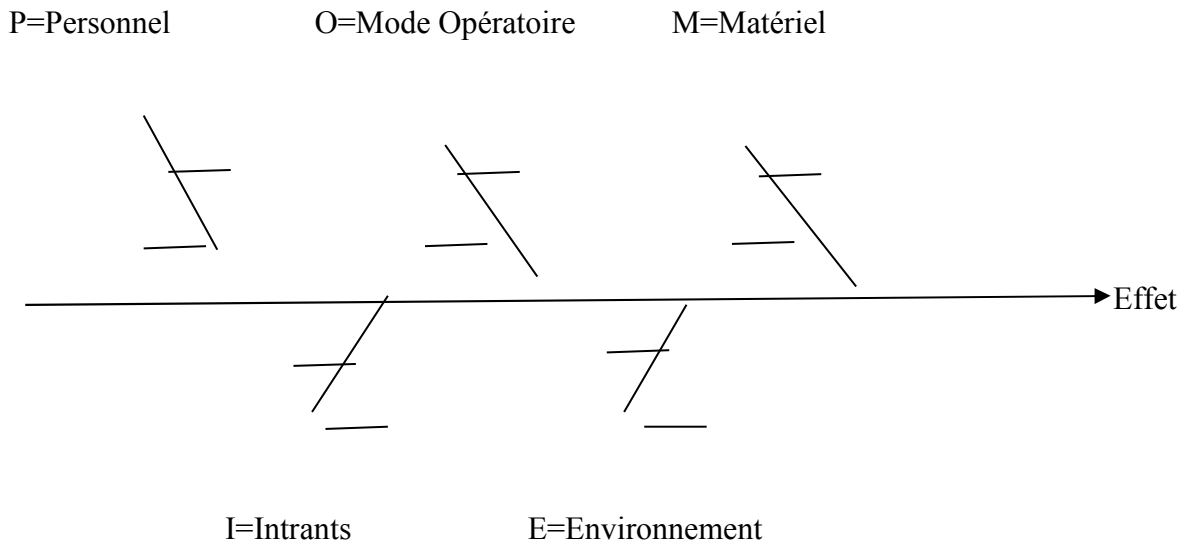 P=Personnel O=Mode Opératoire M=Matériel
Effet
I=Intrants E=Environnement